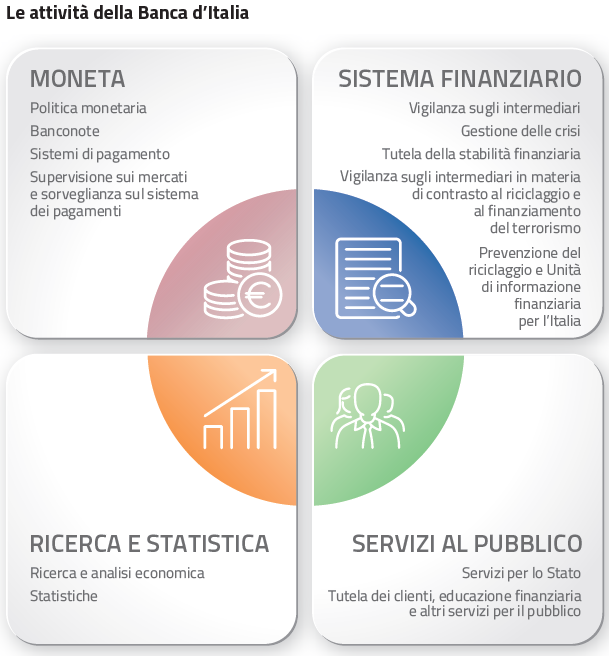 Le attività della Banca d'Italia
MONETA
Politica monetaria
Banconote
Sistemi di pagamento
Supervisione sui mercati
e sorveglianza sul sistema
dei pagamenti
SISTEMA FINANZIARIO
Vigilanza sugli intermediari
Gestione delle crisi
Tutela della stabilità finanziaria
Vigilanza sugli intermediari in materia
di contrasto al riciclaggio e
al finanziamento
del terrorismo
Prevenzione del
riciclaggio e Unità
di informazione
finanziaria
per l'Italia
€
RICERCA E STATISTICA
Ricerca e analisi economica
Statistiche
SERVIZI AL PUBBLICO
Servizi per lo Stato
Tutela dei clienti, educazione finanziaria
e altri servizi per il pubblico